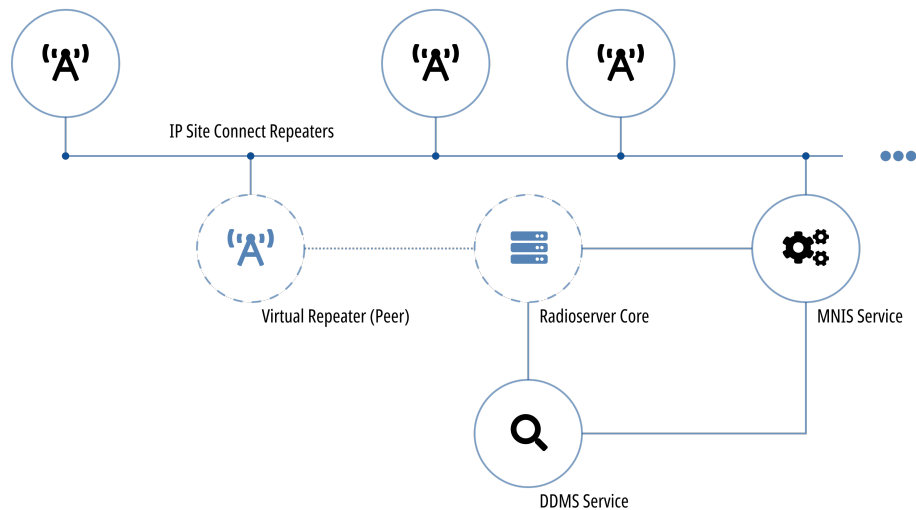 IP Site Connect Repeaters
Virtual Repeater (Peer)
Radioserver Core
MNIS Service
DDMS Service